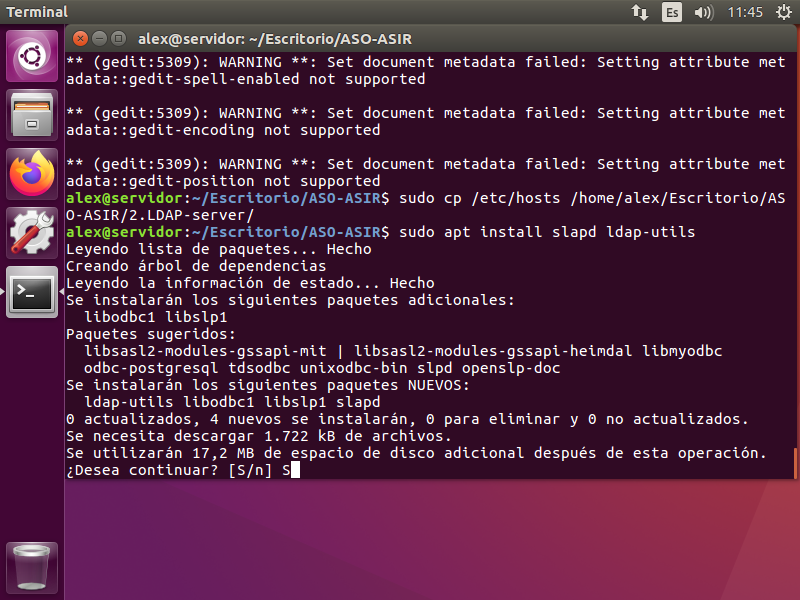 Terminal
Es
11:45
alex@servidor: ~/Escritorio/ASO-ASIR
** (gedit:5309): WARNING **: Set document metadata failed: Setting attribute met
adata::gedit-spell-enabled not supported
** (gedit:5309): WARNING **: Set document metadata failed: Setting attribute met
adata::gedit-encoding not supported
** (gedit:5309): WARNING **: Set document metadata failed: Setting attribute met
adata::gedit-position not supported
alex@servidor:~/Escritorio/ASO-ASIR$ sudo cp /etc/hosts /home/alex/Escritorio/AS
O-ASIR/2.LDAP-server/
alex@servidor:~/Escritorio/ASO-ASIR$ sudo apt install slapd ldap-utils
Leyendo lista de paquetes... Hecho
Creando árbol de dependencias
Leyendo la información de estado... Hecho
Se instalarán los siguientes paquetes adicionales:
  libodbc1 libslp1
Paquetes sugeridos:
  libsasl2-modules-gssapi-mit | libsasl2-modules-gssapi-heimdal libmyodbc
  odbc-postgresql tdsodbc unixodbc-bin slpd openslp-doc
Se instalarán los siguientes paquetes NUEVOS:
  ldap-utils libodbc1 libslp1 slapd
0 actualizados, 4 nuevos se instalarán, 0 para eliminar y 0 no actualizados.
Se necesita descargar 1.722 kB de archivos.
Se utilizarán 17,2 MB de espacio de disco adicional después de esta operación.
¿Desea continuar? [S/n] S